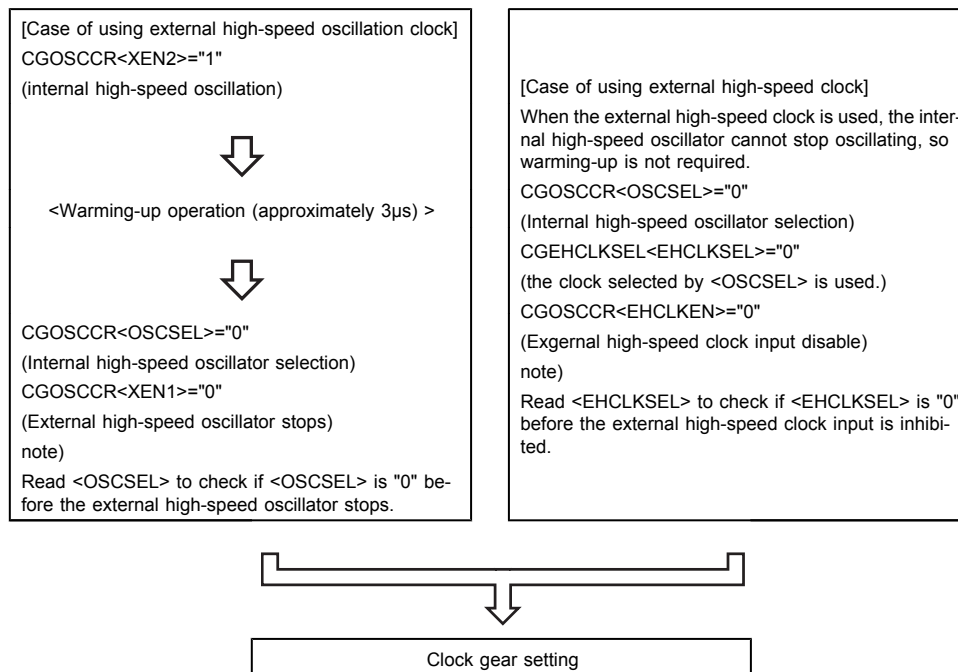 [Case of using external high-speed oscillation clock]
CGOSCCR<XEN2>="1"
(internal high-speed oscillation)
<Warming-up operation (approximately 3μs) >
CGOSCCR<OSCSEL>="0"
(Internal high-speed oscillator selection)
CGOSCCR<XEN1>="0"
(External high-speed oscillator stops)
note)
Read <OSCSEL> to check if <OSCSEL> is "0" be-
fore the external high-speed oscillator stops.
[Case of using external high-speed clock]
When the external high-speed clock is used, the inter-
nal high-speed oscillator cannot stop oscillating, so
warming-up is not required.
CGOSCCR<OSCSEL>="0"
(Internal high-speed oscillator selection)
CGEHCLKSEL<EHCLKSEL>="0"
(the clock selected by <OSCSEL> is used.)
CGOSCCR<EHCLKEN>="0"
(Exgernal high-speed clock input disable)
note)
Read <EHCLKSEL> to check if <EHCLKSEL> is "0"
before the external high-speed clock input is inhibi-
ted.
Clock gear setting